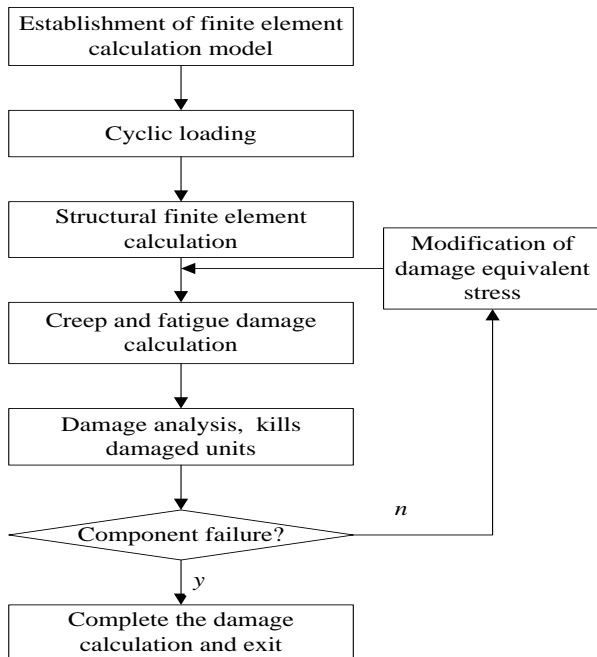 Establishment of finite element
calculation model
Cyclic loading
Structural finite element
calculation
Modification of
damage equivalent
stress
Creep and fatigue damage
calculation
Damage analysis, kills
damaged units
Component failure?
n
y
Complete the damage
calculation and exit